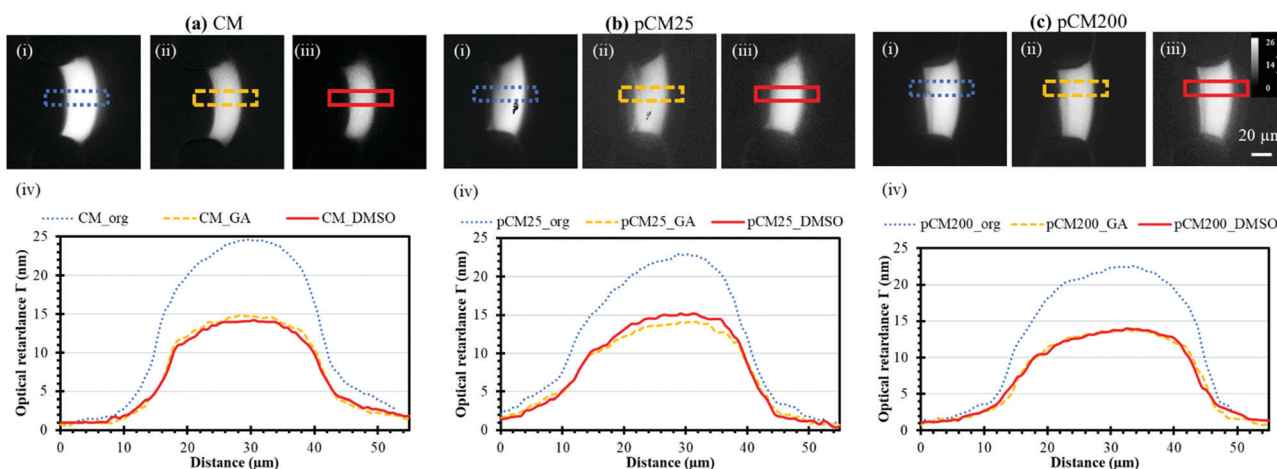 (a) CM
(b) pCM25
(c) pCM200
(i)
(ii)
(iii)
(i)
(ii)
(iii)
(i)
(ii)
(iii)
26
14
0
20 μm
(iv)
CM_org
CM_GA
CM_DMSO
Optical retardance Γ (nm)
25
20
15
10
5
0
0
10
20
30
40
50
Distance (μm)
(iv)
pCM25_org
pCM25_GA
pCM25_DMSO
Optical retardance Γ (nm)
25
20
15
10
5
0
0
10
20
30
40
50
Distance (μm)
(iv)
pCM200_org
pCM200_GA
pCM200_DMSO
Optical retardance Γ (nm)
25
20
15
10
5
0
0
10
20
30
40
50
Distance (μm)